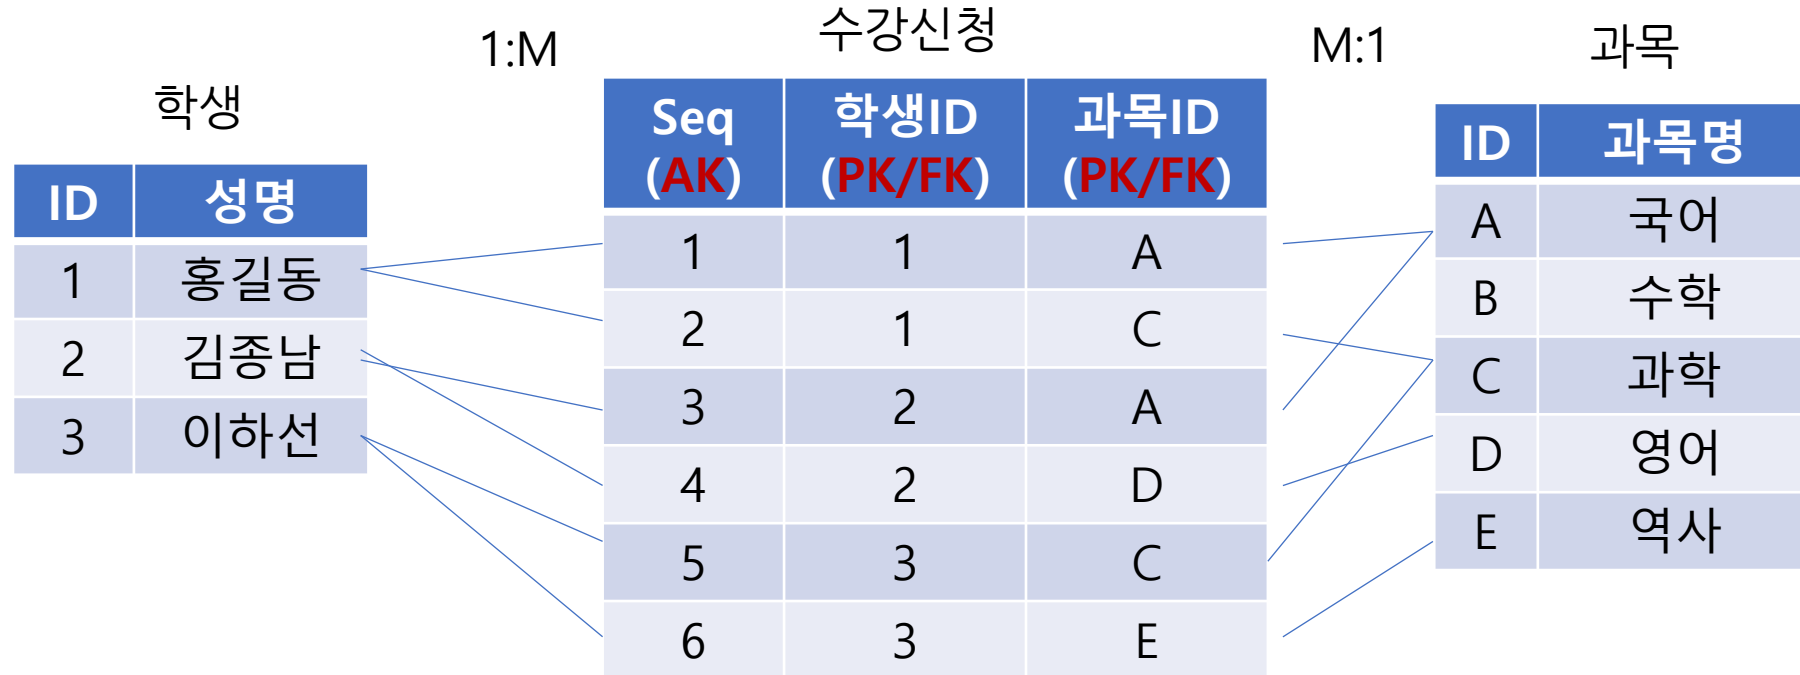 학생
ID 성명
1 홍길동
2 김종남
3 이하선
1:M
수강신청
Seq 학생ID 과목ID
(AK) (PK/FK) (PK/FK)
1 1 A
2 1 C
3 2 A
4 2 D
5 3 C
6 3 E
M:1
과목
ID 과목명
A 국어
B 수학
C 과학
D 영어
E 역사